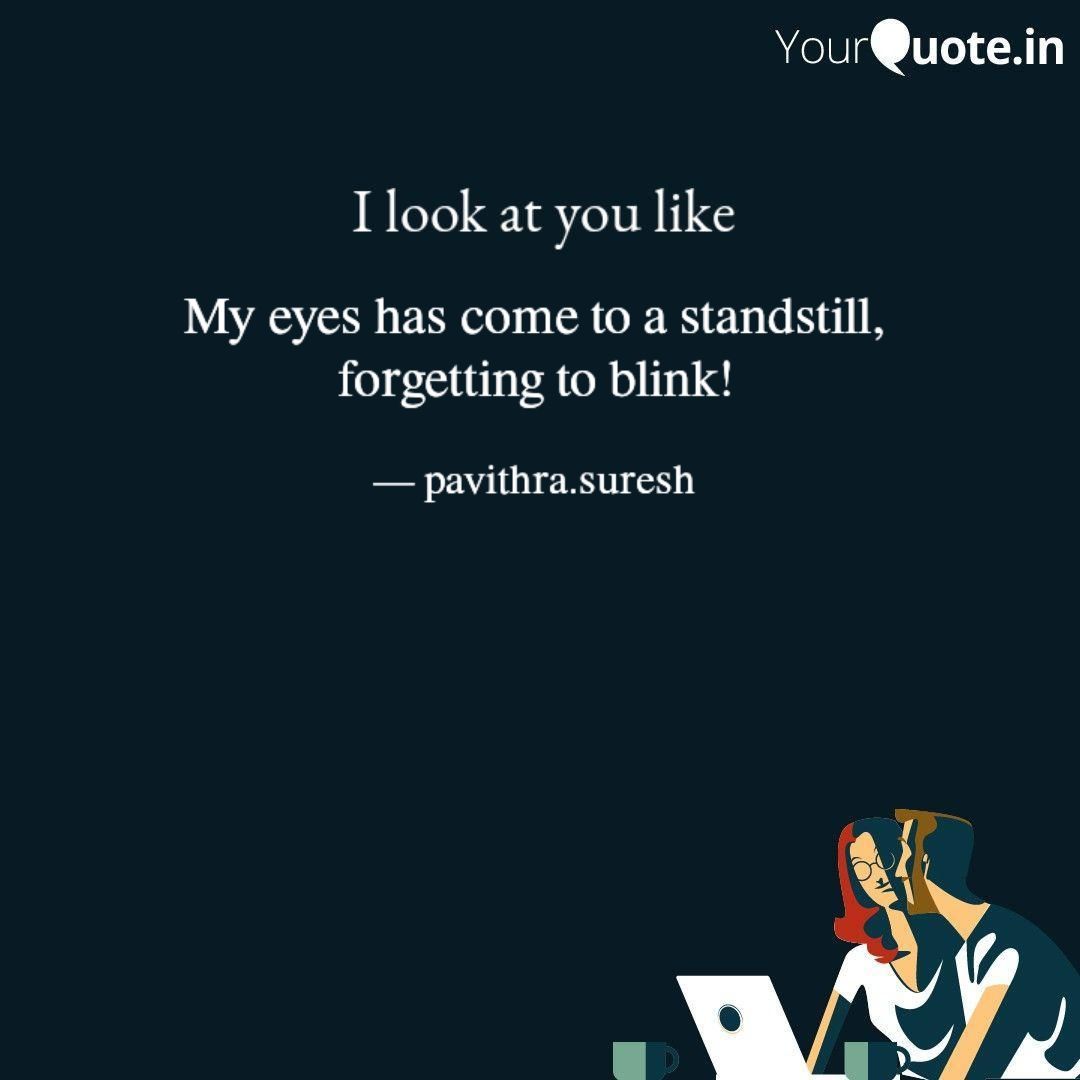 YourQuote.in
I look at you like
My eyes has come to a standstill,
forgetting to blink!
— pavithra.suresh